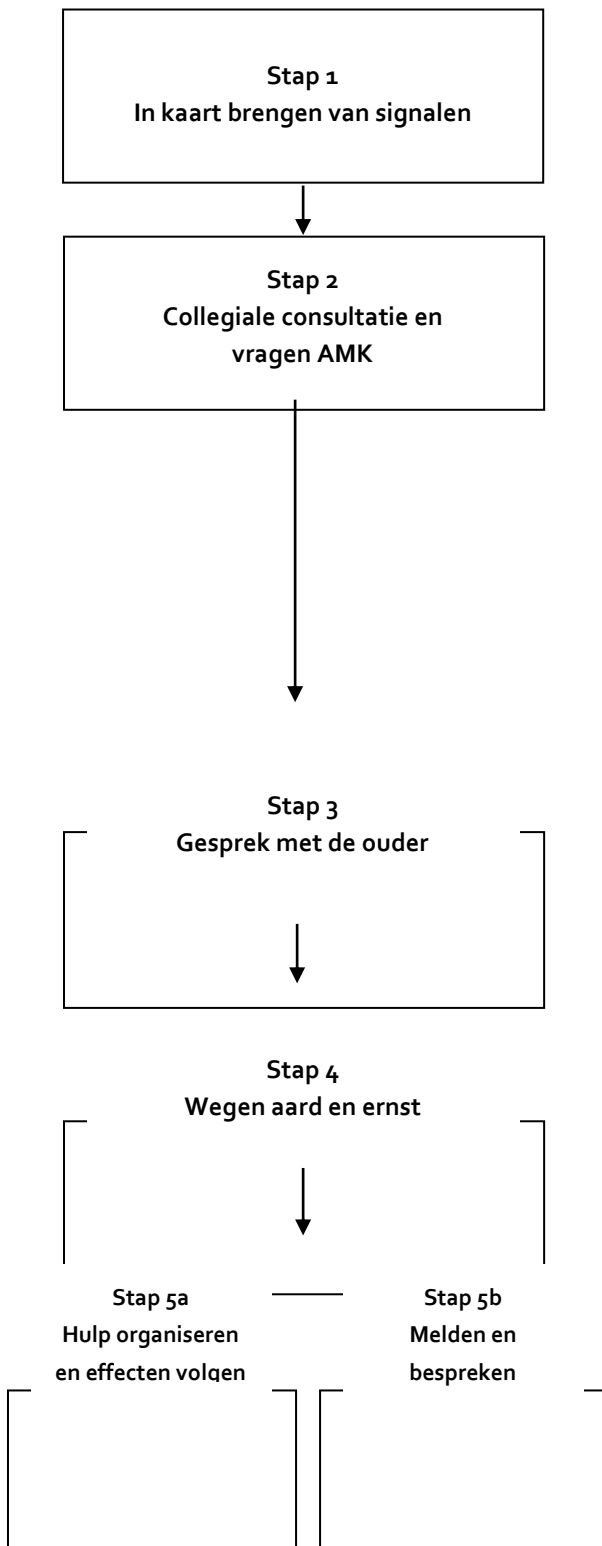 Stap 1
In kaart brengen van signalen
Stap 2
Collegiale consultatie en
vragen AMK
Stap 3
Gesprek met de ouder
Stap 4
Wegen aard en ernst
Stap 5a
Hulp organiseren
en effecten volgen
Stap 5b
Melden en
bespreken